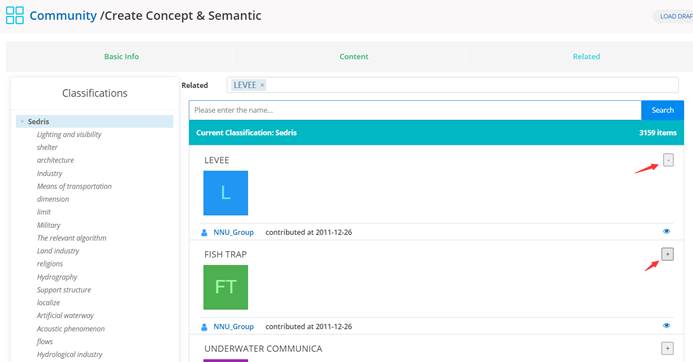 Community /Create Concept & Semantic
LOAD DRAF
Basic Info
Content
Related
Classifications
Sedris
Lighting and visibility
shelter
architecture
Industry
Means of transportation
dimension
limit
Military
The relevant algorithm
Land industry
religions
Hydrography
Support structure
localize
Artificial waterway
Acoustic phenomenon
flows
Hydrological industry
Related
LEVEE ×
Please enter the name...
Search
Current Classification: Sedris
3159 items
LEVEE
-
L
NNU_Group contributed at 2011-12-26
FISH TRAP
+
FT
NNU_Group contributed at 2011-12-26
UNDERWATER COMMUNICA
+